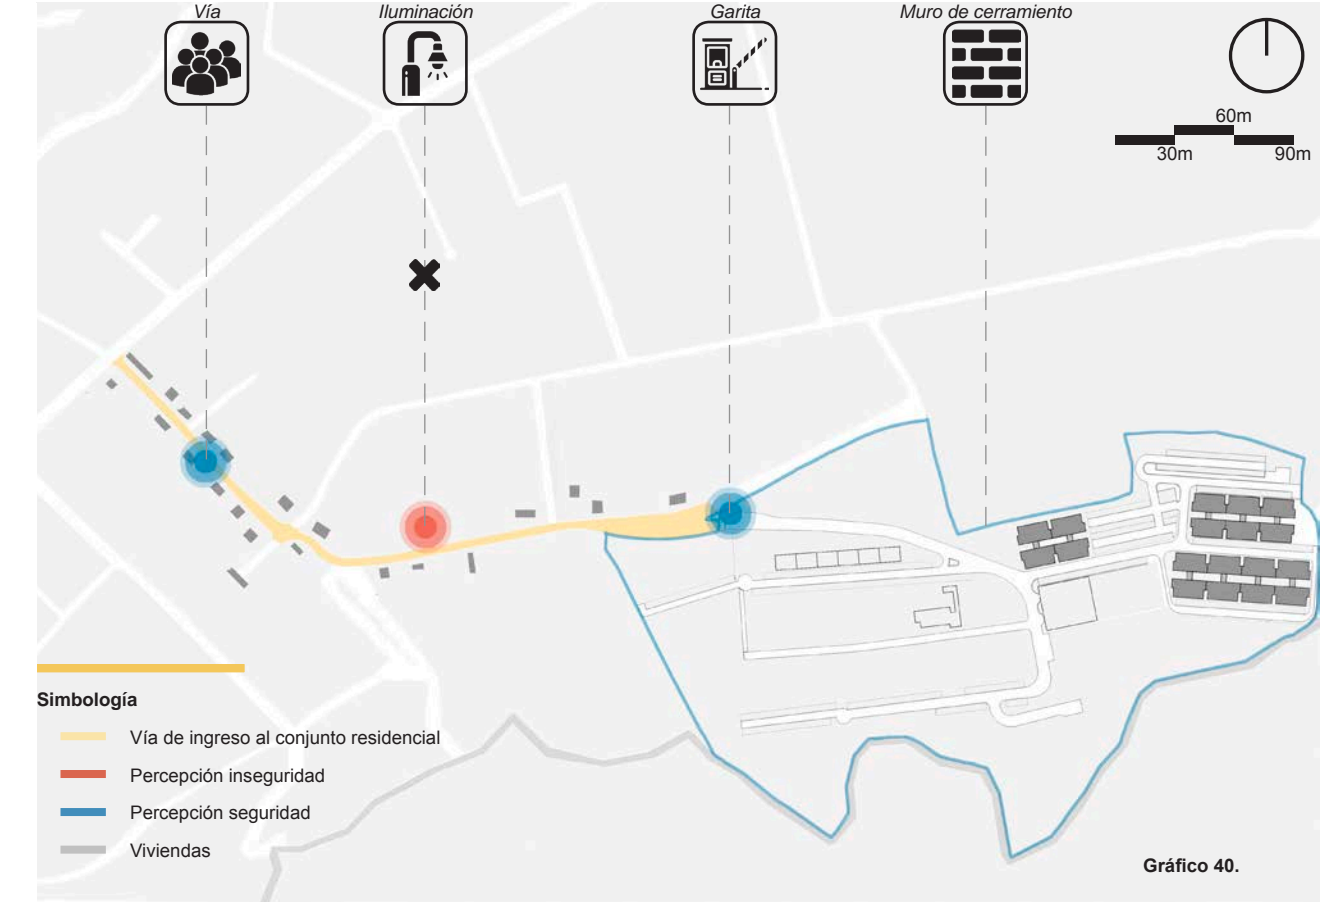 Vía
Iluminación
Garita
Muro de cerramiento
60m
30m
90m
Simbología
Vía de ingreso al conjunto residencial
Percepción inseguridad
Percepción seguridad
Viviendas
Gráfico 40.